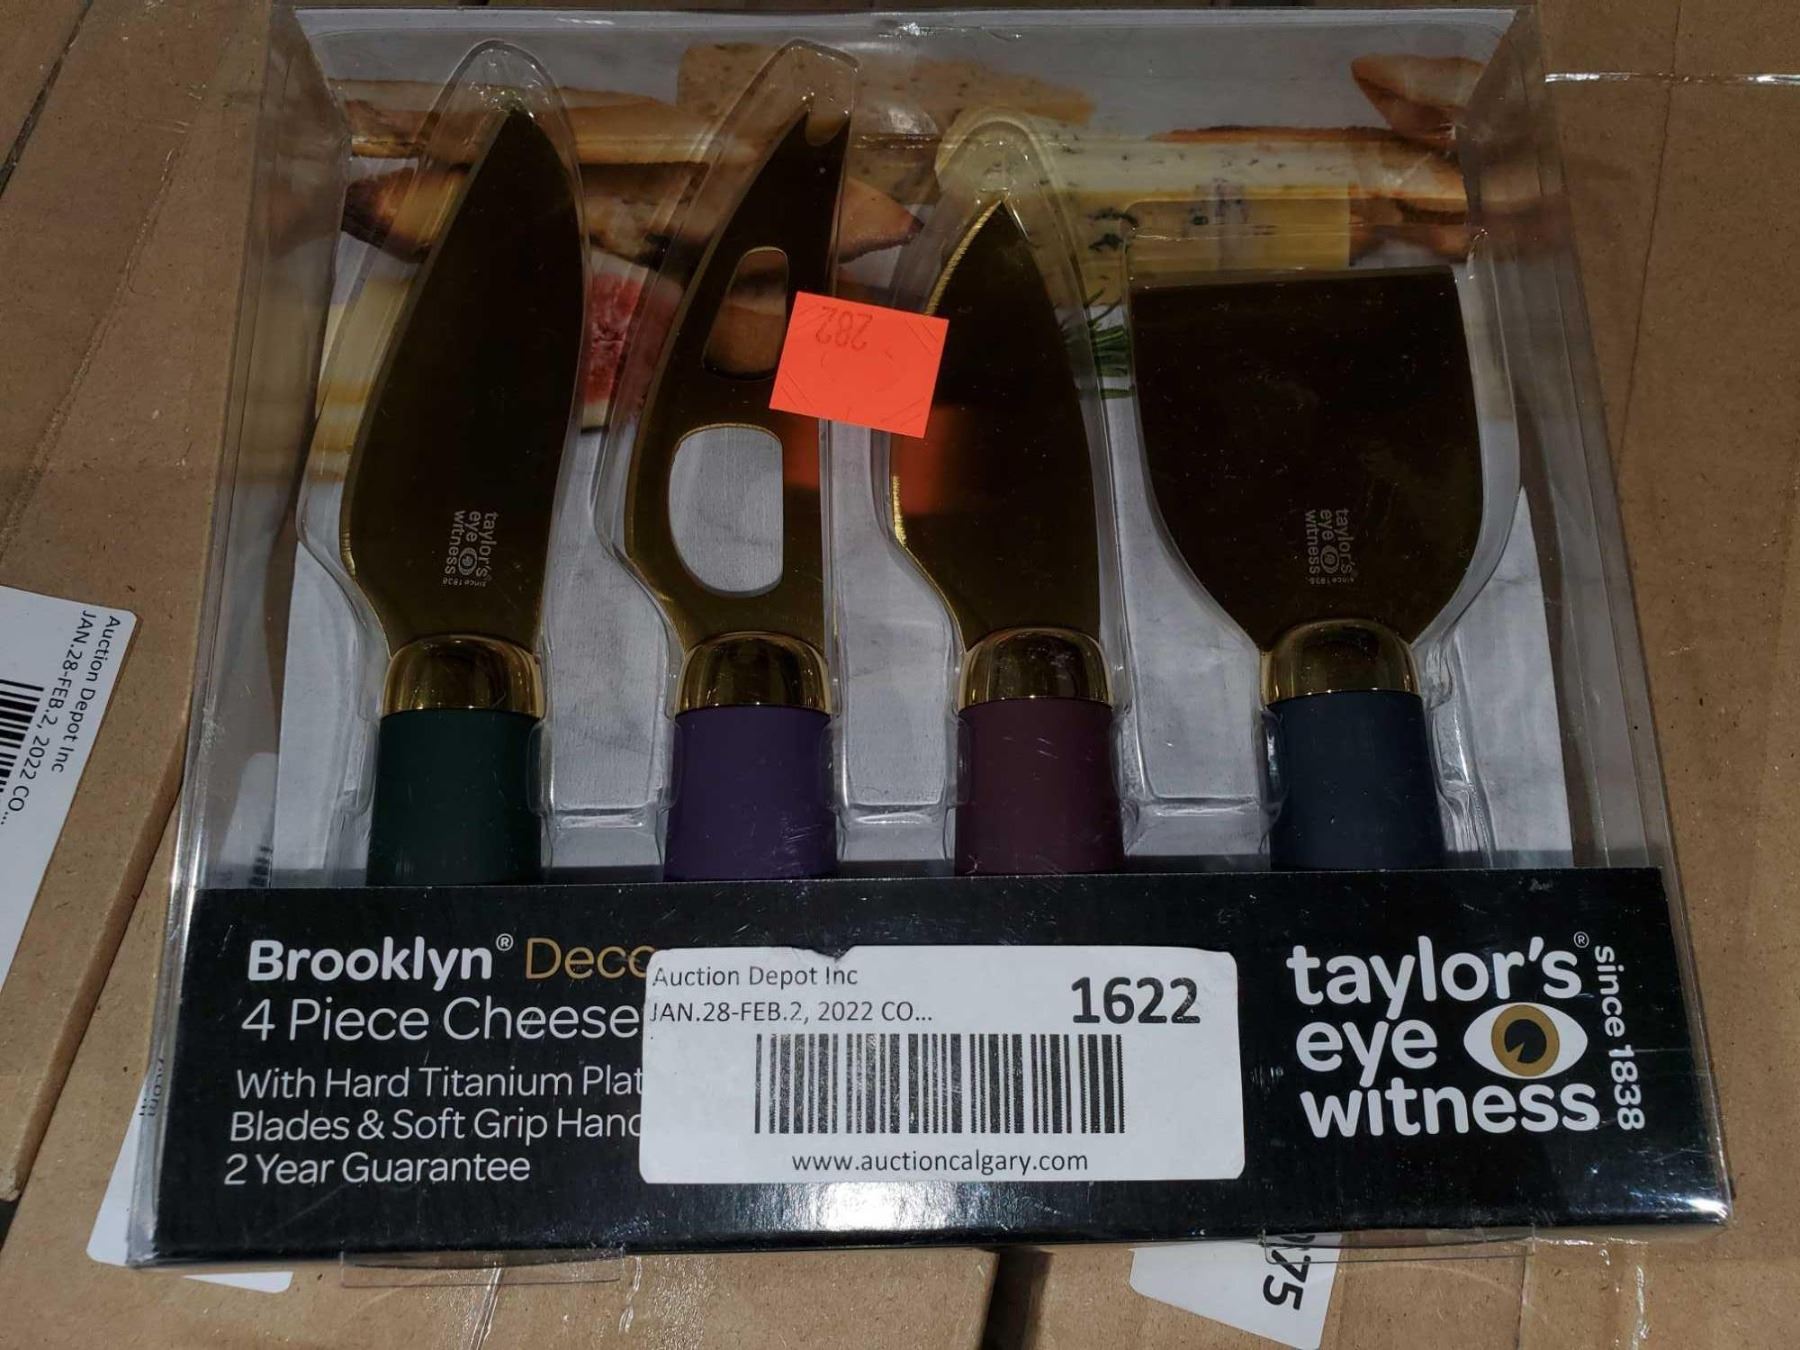 282
taylor's
eye
witness
since 1838
taylor's
eye
witness
since 1838
Auction Depot Inc
JAN.28-FEB.2, 2022 CO...
Brooklyn® Deco
4 Piece Cheese
With Hard Titanium Plat
Blades & Soft Grip Hand
2 Year Guarantee
Auction Depot Inc
JAN.28-FEB.2, 2022 CO...
1622
www.auctioncalgary.com
taylor's®
eye
witness
since 1838